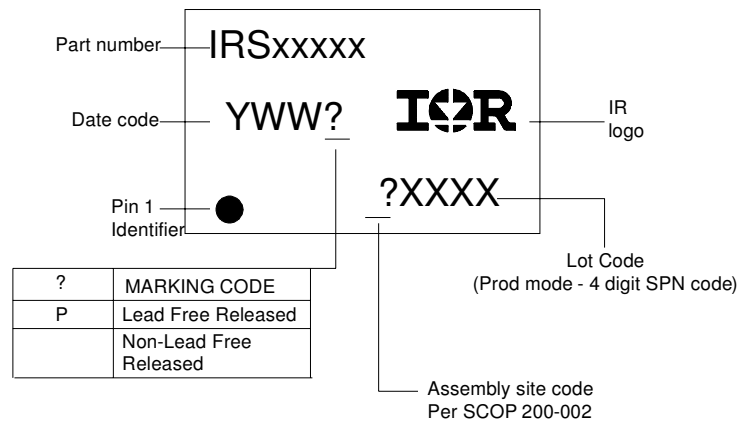 Part number
IRSxxxxx
Date code
YWW?
IOR
IR
logo
?XXXX
Pin 1
Identifier
Lot Code
(Prod mode - 4 digit SPN code)
? MARKING CODE
P Lead Free Released
Non-Lead Free
Released
Assembly site code
Per SCOP 200-002